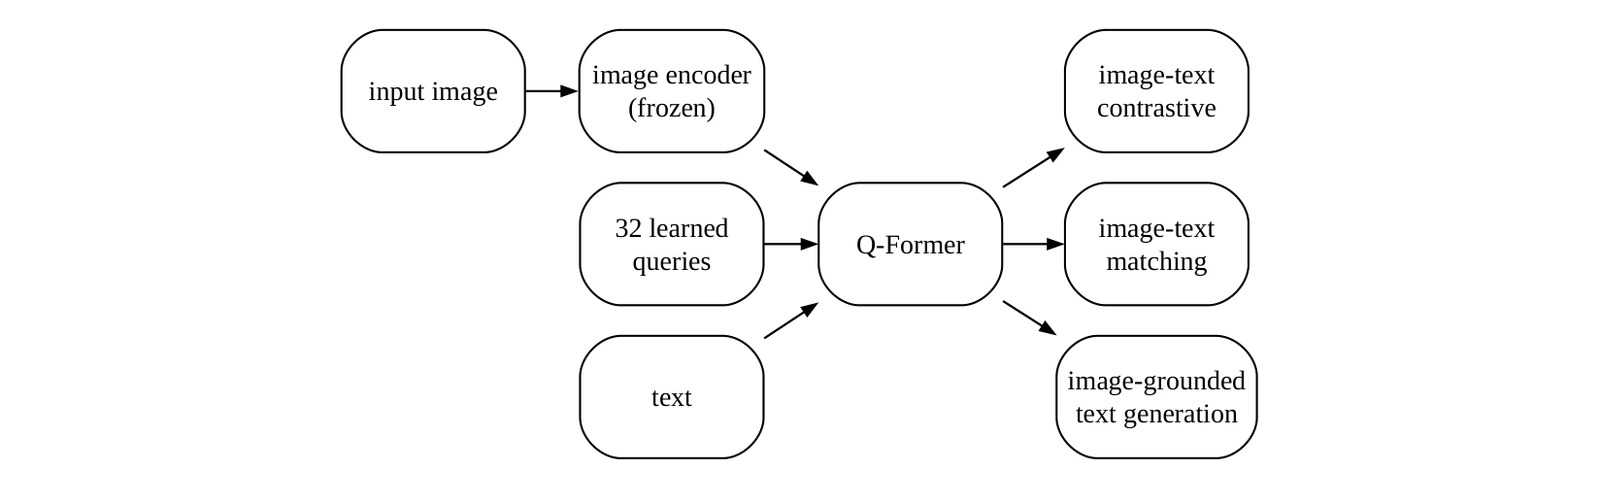 input image
image encoder
(frozen)
image-text
contrastive
32 learned
queries
Q-Former
image-text
matching
text
image-grounded
text generation